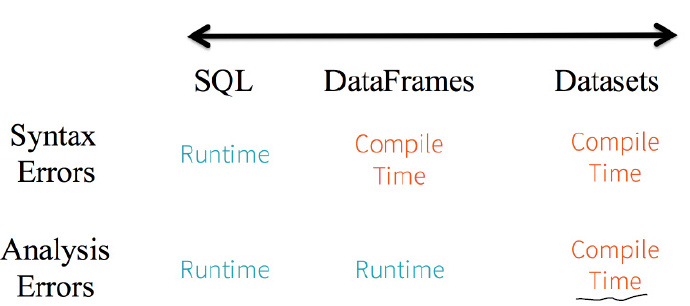 SQL DataFrames Datasets
Syntax Errors Runtime Compile Time Compile Time
Analysis Errors Runtime Runtime Compile Time